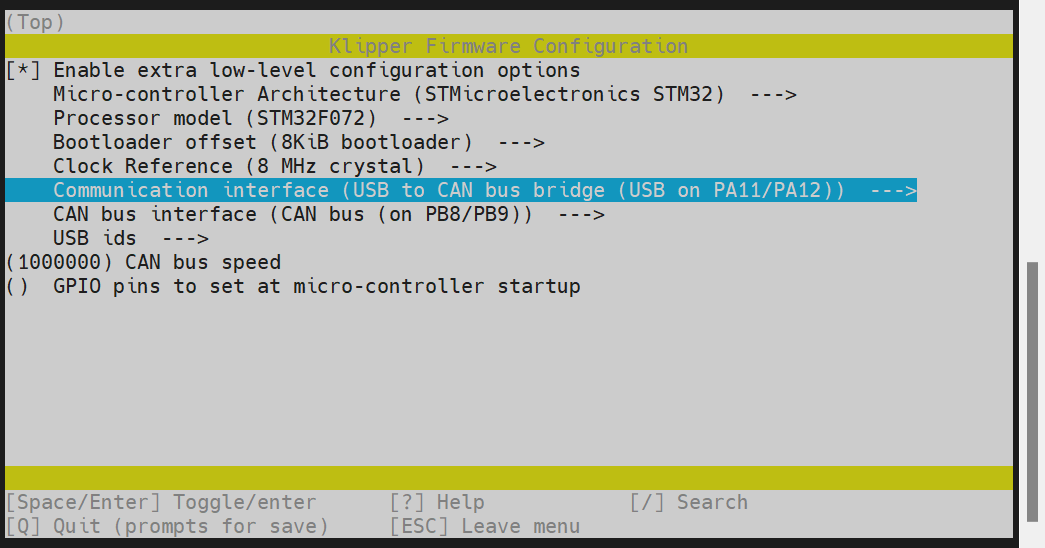 (Top)
Klipper Firmware Configuration
[*] Enable extra low-level configuration options
Micro-controller Architecture (STMicroelectronics STM32)  --->
Processor model (STM32F072)  --->
Bootloader offset (8KiB bootloader)  --->
Clock Reference (8 MHz crystal)  --->
Communication interface (USB to CAN bus bridge (USB on PA11/PA12))  --->
CAN bus interface (CAN bus (on PB8/PB9))  --->
USB ids  --->
(1000000) CAN bus speed
()  GPIO pins to set at micro-controller startup
[Space/Enter] Toggle/enter      [?] Help            [/] Search
[Q] Quit (prompts for save)     [ESC] Leave menu